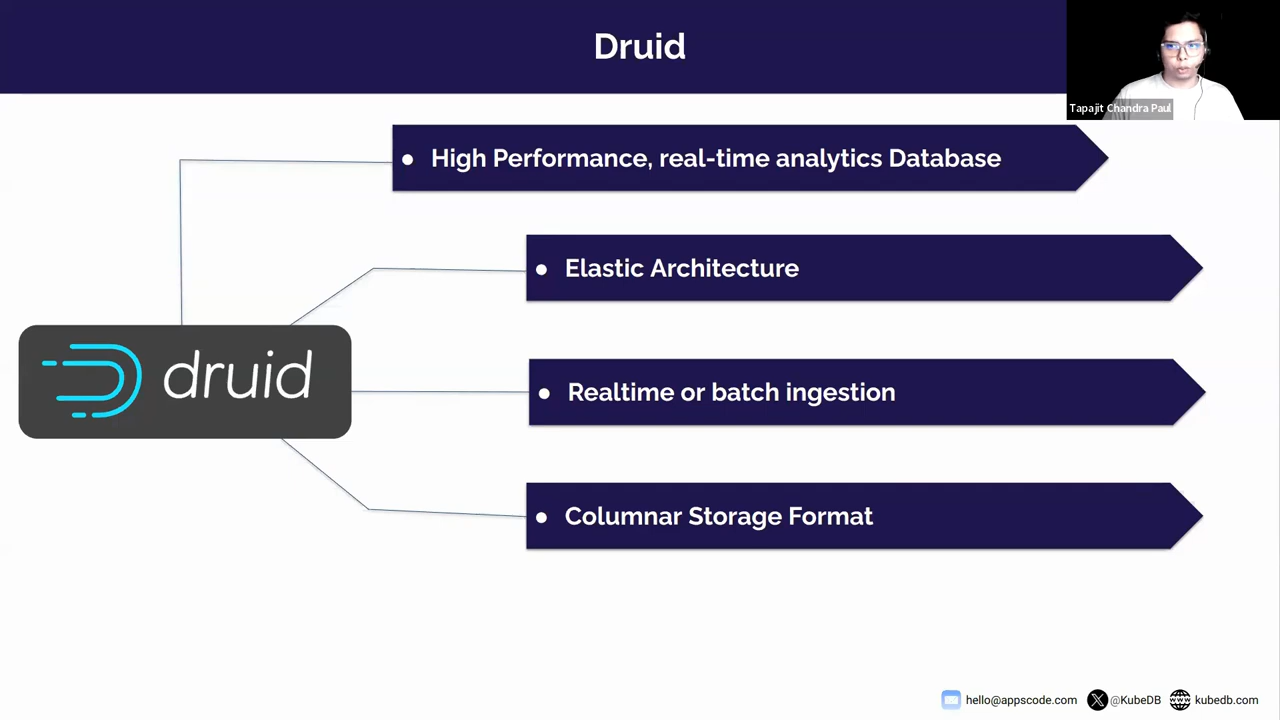 Druid
Tapajit Chandra Paul
● High Performance, real-time analytics Database
● Elastic Architecture
druid
● Realtime or batch ingestion
● Columnar Storage Format
hello@appscode.com @KubeDB kubedb.com